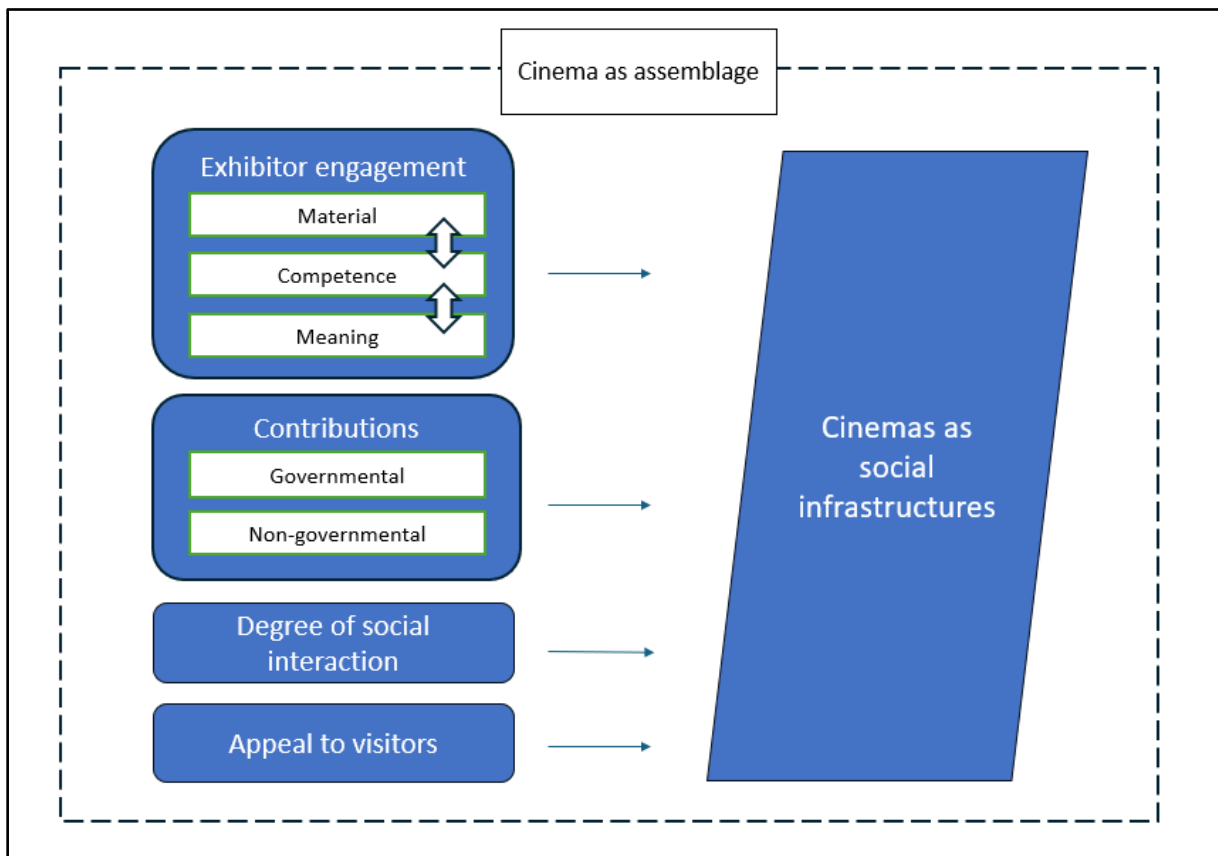 Cinema as assemblage
Exhibitor engagement
Material
Competence
Meaning
Contributions
Governmental
Non-governmental
Degree of social
interaction
Appeal to visitors
Cinemas as
social
infrastructures